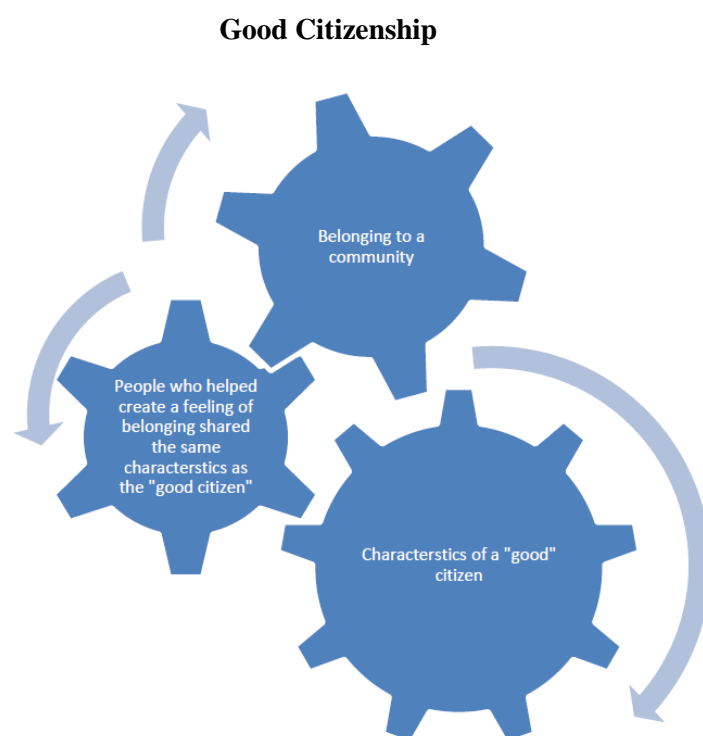 Good Citizenship
Belonging to a
community
People who helped
create a feeling of
belonging shared
the same
characterstics as
the "good citizen"
Characterstics of a "good"
citizen